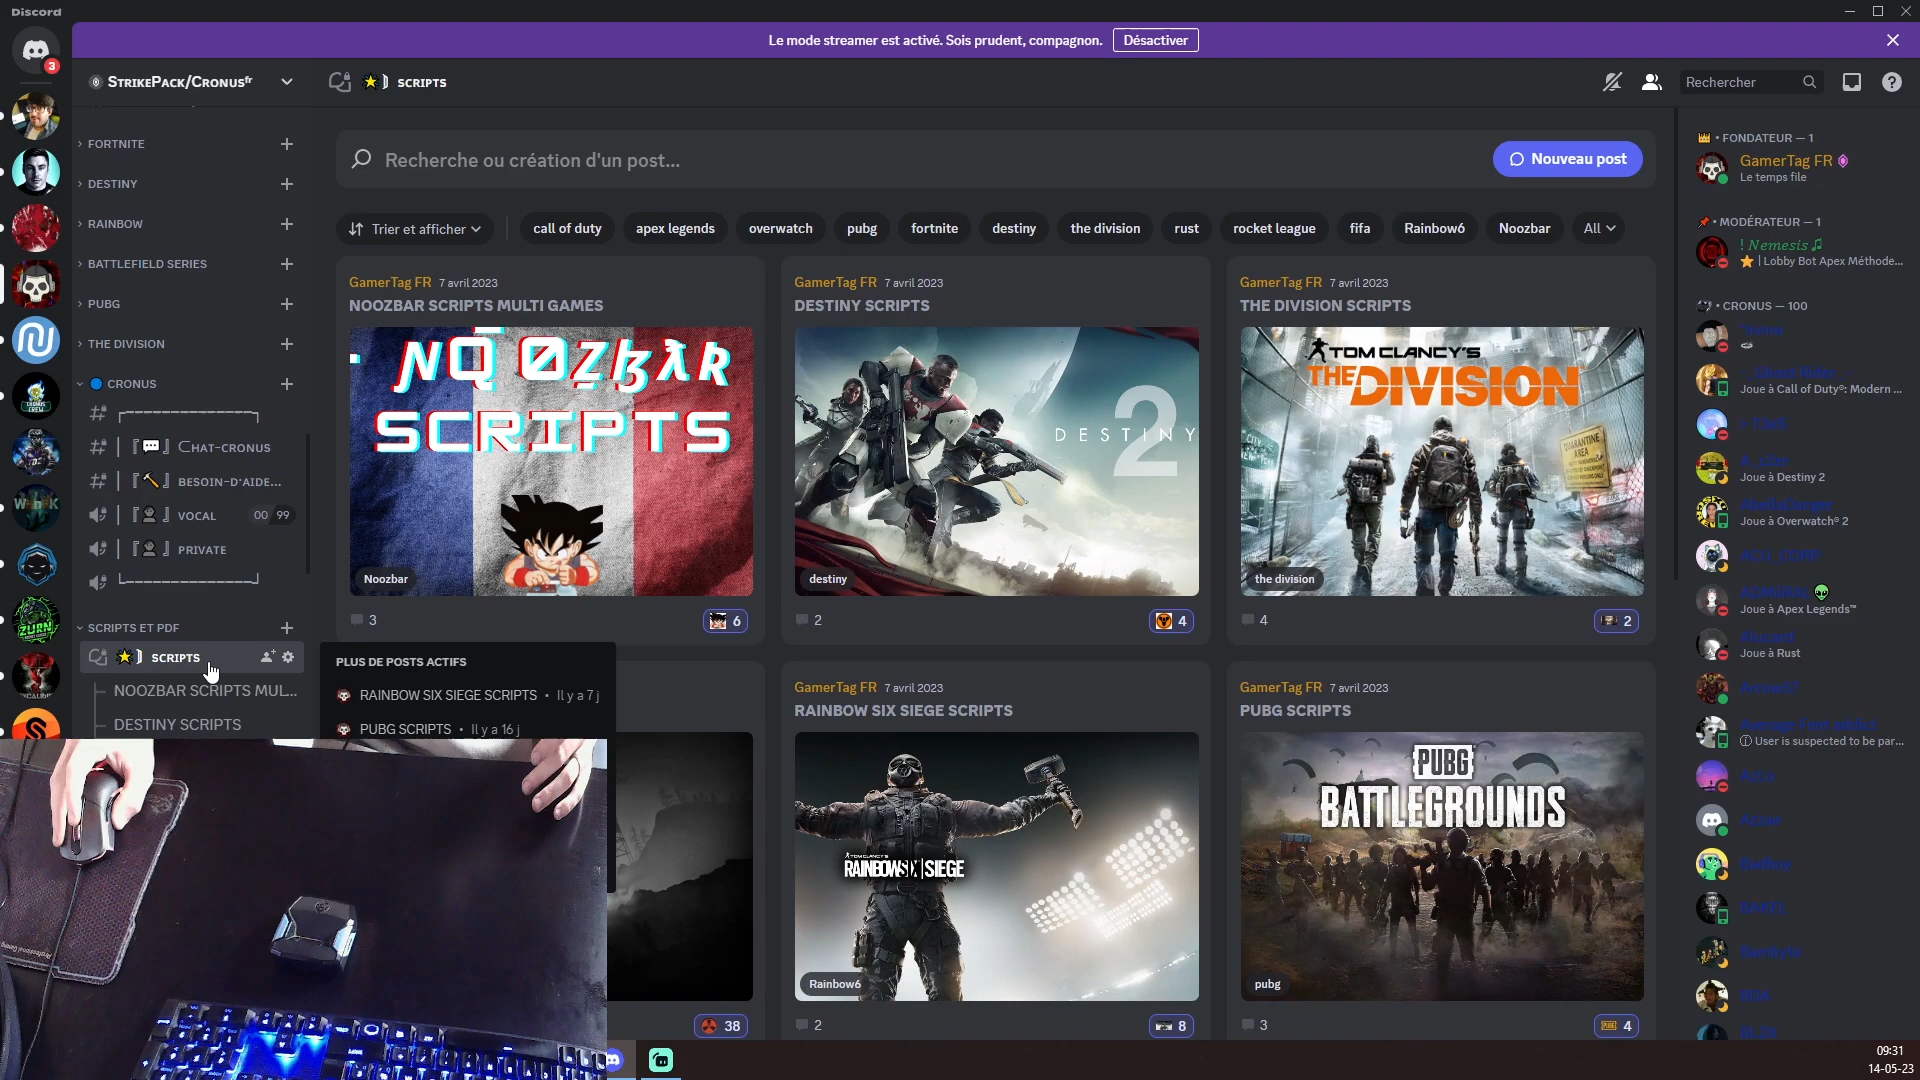 Discord
Le mode streamer est activé. Sois prudent, compagnon.
Désactiver
3
StrikePack/Cronusᶠʳ
SCRIPTS
Rechercher
FORTNITE
DESTINY
RAINBOW
BATTLEFIELD SERIES
PUBG
THE DIVISION
CRONUS
Chat-cronus
besoin-d'aide...
vocal
00 99
private
SCRIPTS ET PDF
SCRIPTS
NOOZBAR SCRIPTS MUL...
DESTINY SCRIPTS
Recherche ou création d'un post...
Nouveau post
Trier et afficher
call of duty
apex legends
overwatch
pubg
fortnite
destiny
the division
rust
rocket league
fifa
Rainbow6
Noozbar
All
GamerTag FR 7 avril 2023
NOOZBAR SCRIPTS MULTI GAMES
SCRIPTS
Noozbar
3
6
GamerTag FR 7 avril 2023
DESTINY SCRIPTS
2
DESTINY
destiny
2
4
GamerTag FR 7 avril 2023
THE DIVISION SCRIPTS
TOM CLANCY'S
THE DIVISION
CITY
QUARANTINE
AREA
the division
4
2
PLUS DE POSTS ACTIFS
RAINBOW SIX SIEGE SCRIPTS • Il y a 7 j
PUBG SCRIPTS • Il y a 16 j
38
GamerTag FR 7 avril 2023
RAINBOW SIX SIEGE SCRIPTS
TOM CLANCY'S
RAINBOW SIX | SIEGE
Rainbow6
2
8
GamerTag FR 7 avril 2023
PUBG SCRIPTS
PUBG
BATTLEGROUNDS
pubg
3
4
• FONDATEUR — 1
GamerTag FR
Le temps file
• MODÉRATEUR — 1
! Nemesis
| Lobby Bot Apex Méthode...
• CRONUS — 100
Joue à Call of Duty®: Modern ...
Joue à Destiny 2
Joue à Overwatch® 2
Joue à Apex Legends™
Joue à Rust
User is suspected to be par...
09:31
14-05-23